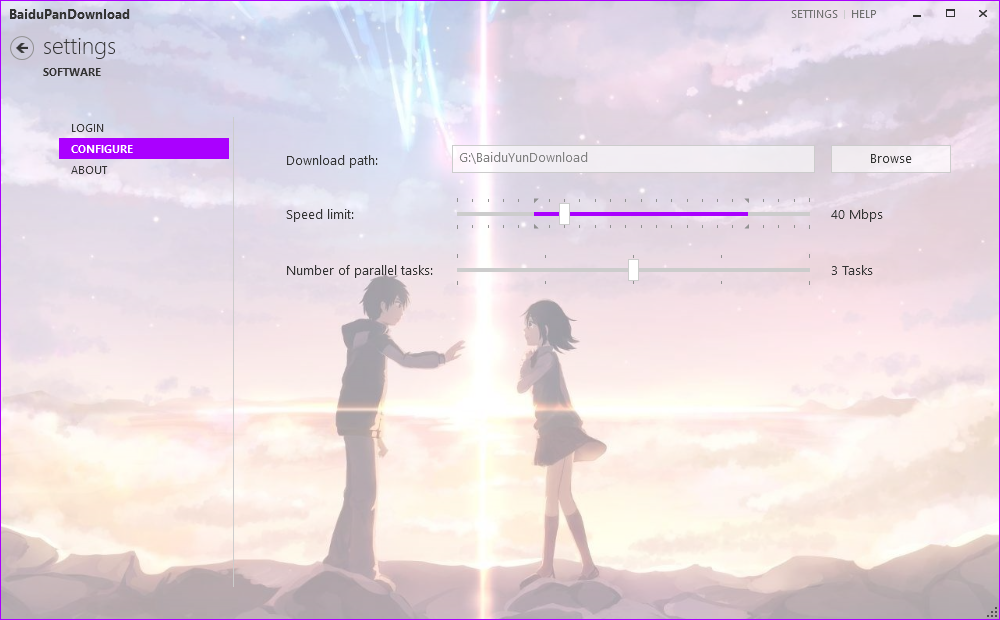 BaiduPanDownload
SETTINGS | HELP
settings
SOFTWARE
LOGIN
CONFIGURE
ABOUT
Download path:
G:\BaiduYunDownload
Browse
Speed limit:
40 Mbps
Number of parallel tasks:
3 Tasks